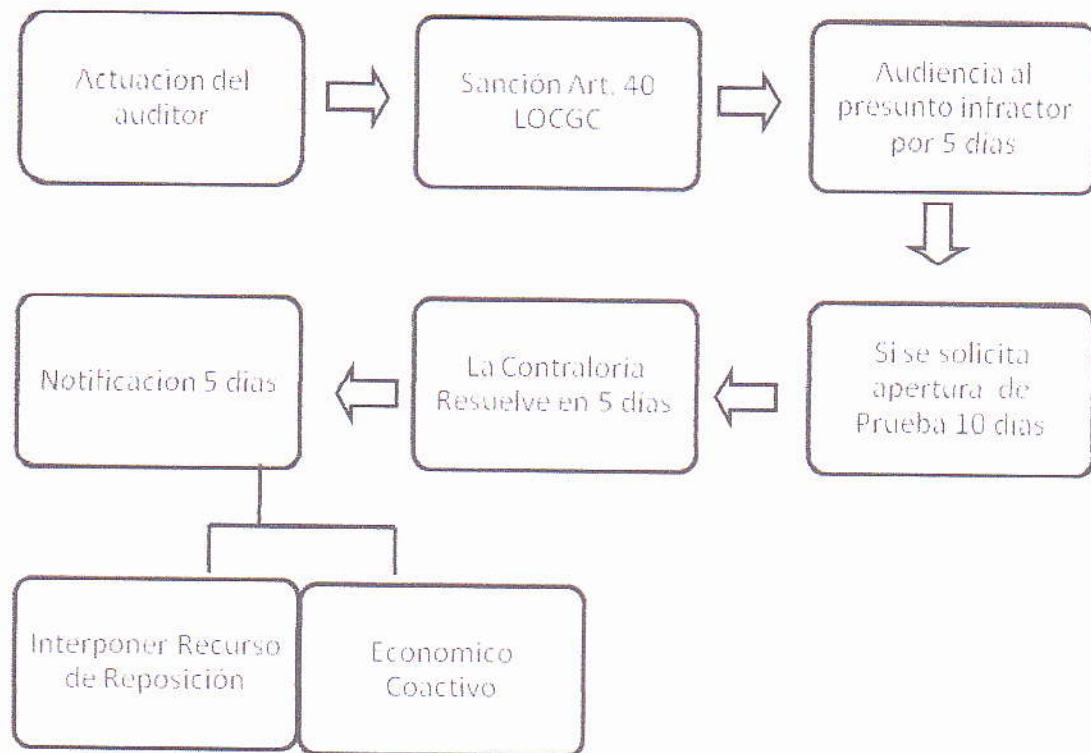 Actuacion del
auditor
Sanción Art. 40
LOCGC
Audiencia al
presunto infractor
por 5 días
Si se solicita
apertura de
Prueba 10 días
La Contraloría
Resuelve en 5 días
Notificacion 5 días
Interponer Recurso
de Reposición
Economico
Coactivo